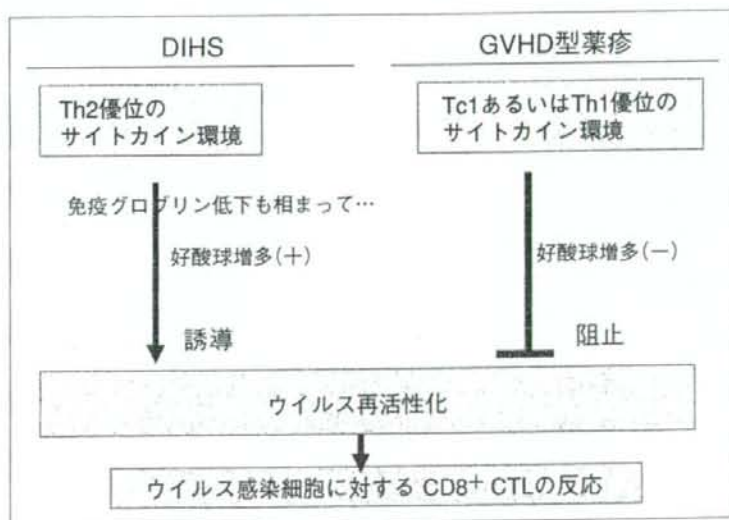 DIHS
GVHD型薬疹
Th2優位の
サイトカイン環境
Tc1あるいはTh1優位の
サイトカイン環境
免疫グロブリン低下も相まって…
好酸球増多(＋)
好酸球増多(－)
誘導
阻止
ウイルス再活性化
ウイルス感染細胞に対する CD8⁺ CTLの反応